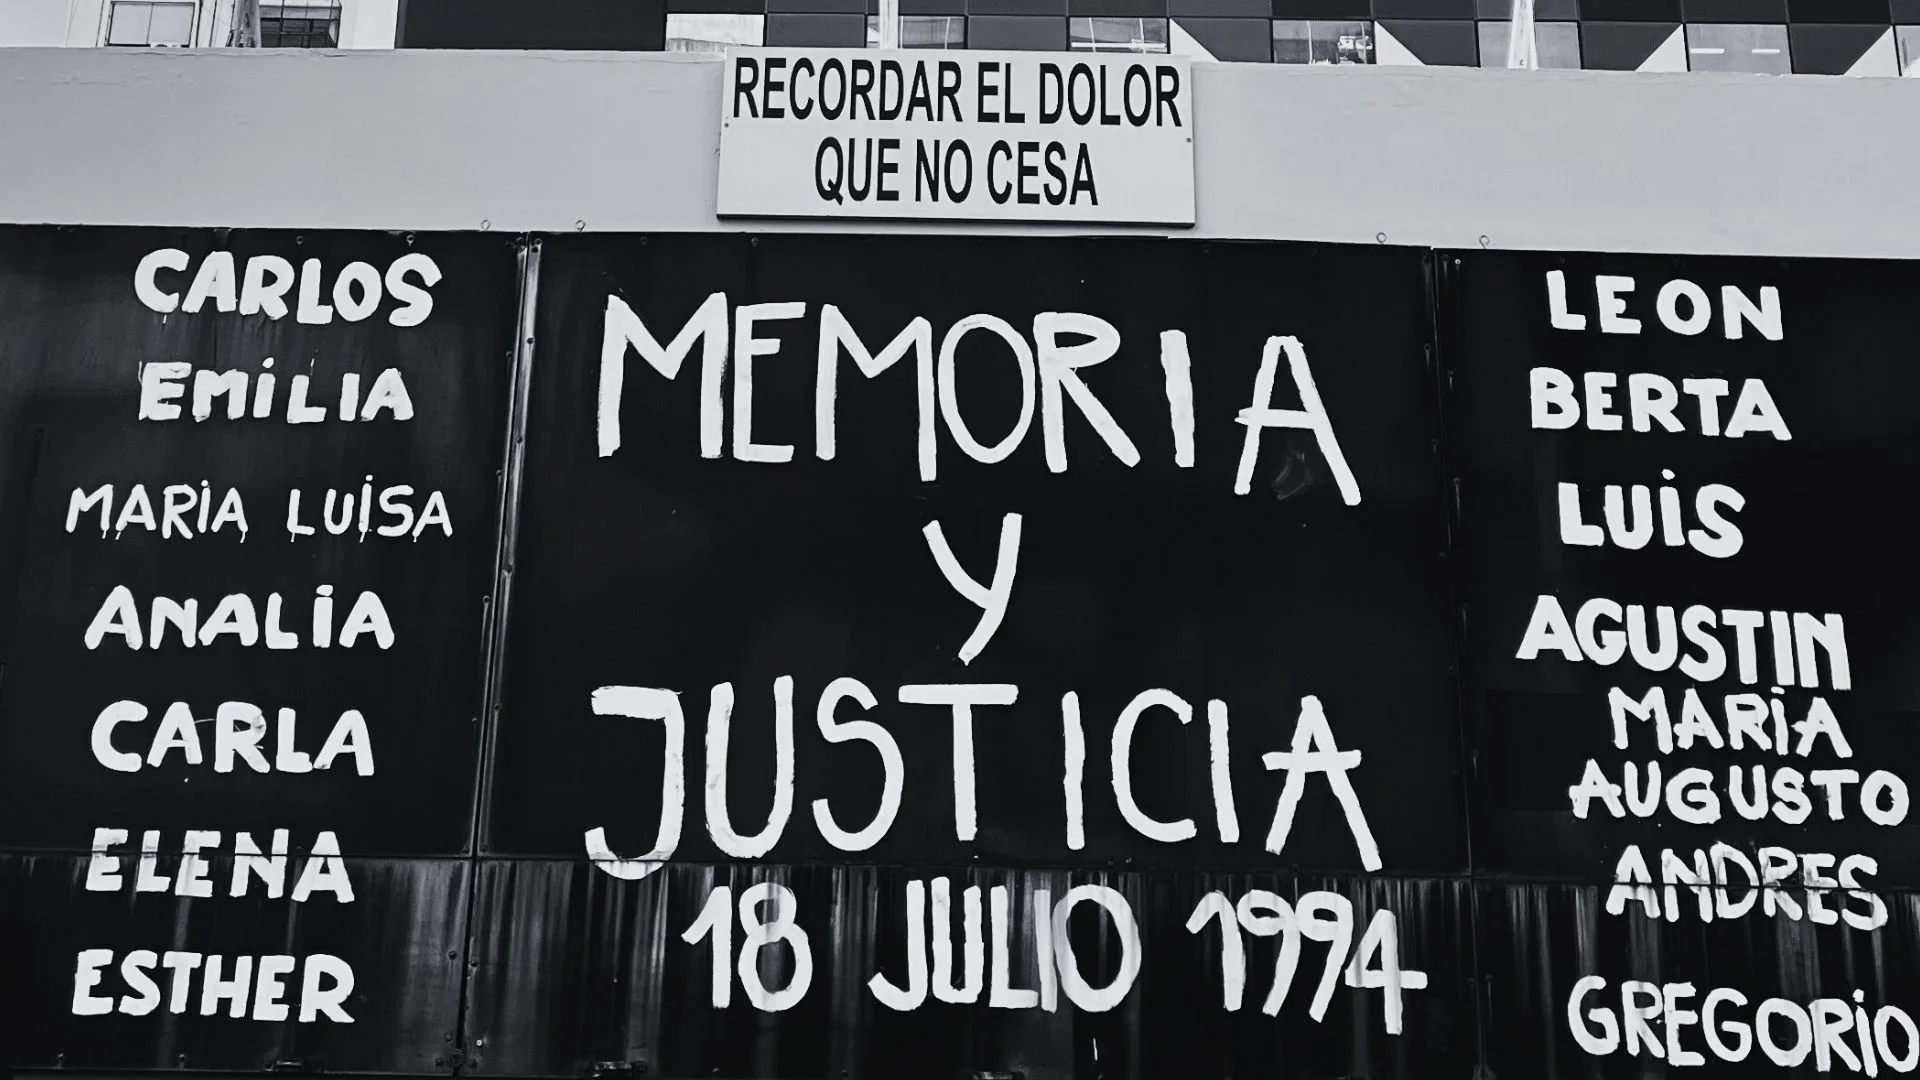 RECORDAR EL DOLOR
QUE NO CESA
CARLOS
EMILIA
MARIA LUISA
ANALIA
CARLA
ELENA
ESTHER
MEMORIA
Y
JUSTICIA
18 JULIO 1994
LEON
BERTA
LUIS
AGUSTIN
MARIA
AUGUSTO
ANDRES
GREGORIO